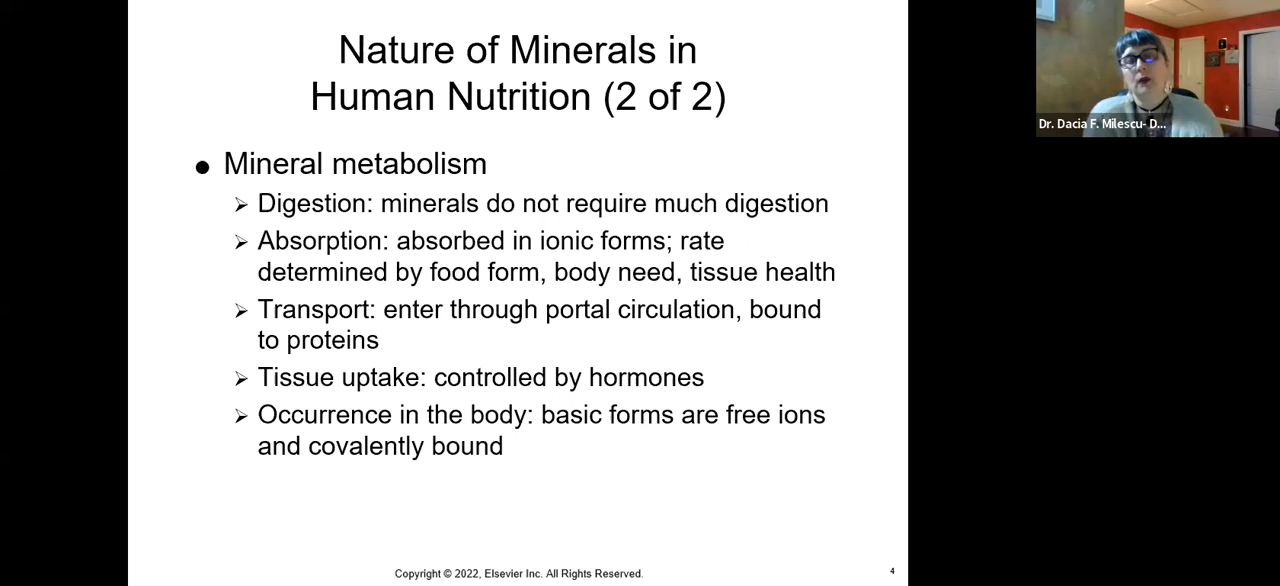 Nature of Minerals in
Human Nutrition (2 of 2)
● Mineral metabolism
➢ Digestion: minerals do not require much digestion
➢ Absorption: absorbed in ionic forms; rate
determined by food form, body need, tissue health
➢ Transport: enter through portal circulation, bound
to proteins
➢ Tissue uptake: controlled by hormones
➢ Occurrence in the body: basic forms are free ions
and covalently bound
Copyright © 2022, Elsevier Inc. All Rights Reserved.
4
Dr. Dacia F. Milescu- D...